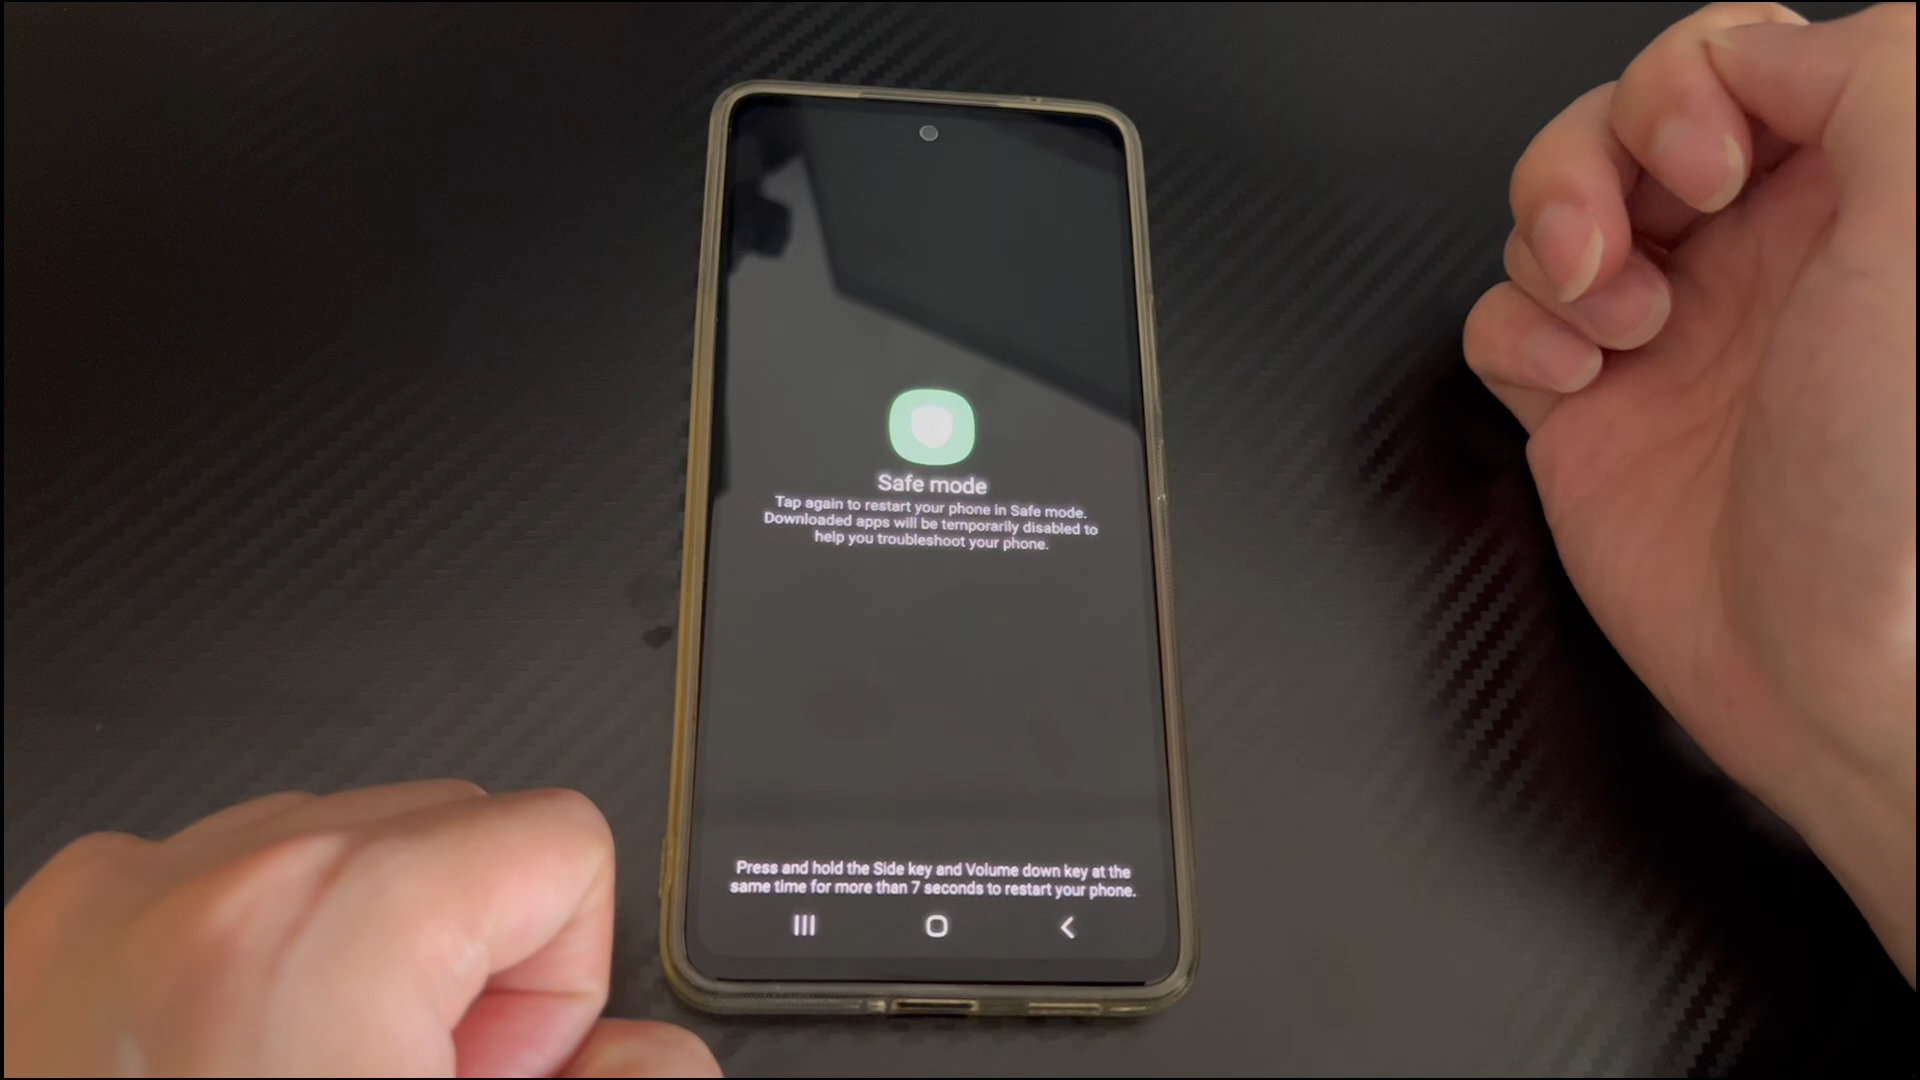 Safe mode
Tap again to restart your phone in Safe mode.
Downloaded apps will be temporarily disabled to
help you troubleshoot your phone.
Press and hold the Side key and Volume down key at the
same time for more than 7 seconds to restart your phone.